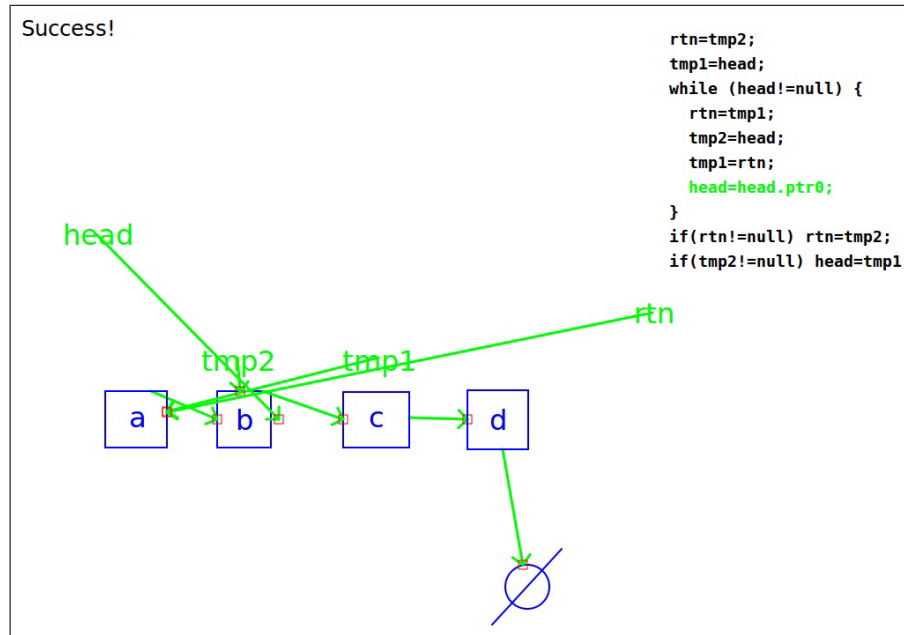 Success!
rtn=tmp2;
tmp1=head;
while (head!=null) {
rtn=tmp1;
tmp2=head;
tmp1=rtn;
head=head.ptr0;
}
if(rtn!=null) rtn=tmp2;
if(tmp2!=null) head=tmp1
head
rtn
tmp2 tmp1
a b c d